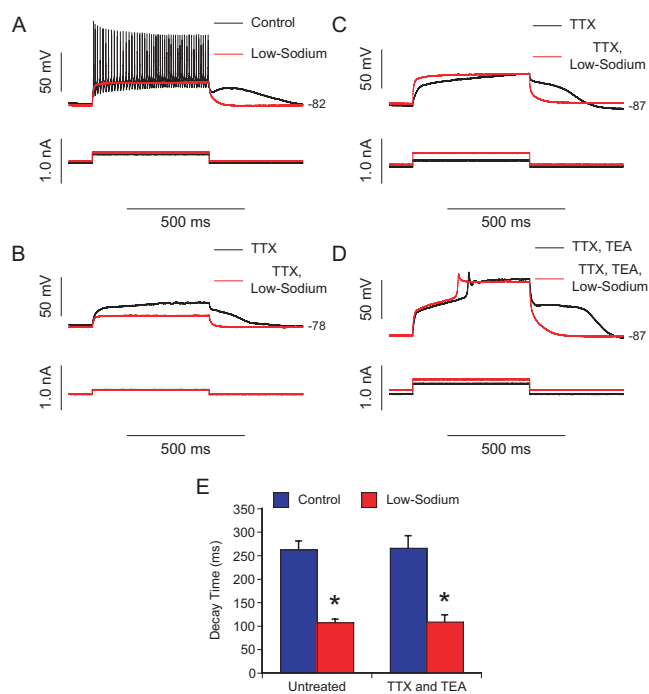 A
Control
Low-Sodium
50 mV
-82
1.0 nA
500 ms
B
TTX
TTX,
Low-Sodium
50 mV
-78
1.0 nA
500 ms
C
TTX
TTX,
Low-Sodium
50 mV
-87
1.0 nA
500 ms
D
TTX, TEA
TTX, TEA,
Low-Sodium
50 mV
-87
1.0 nA
500 ms
E
Control
Low-Sodium
Decay Time (ms)
350
300
250
200
150
100
50
0
*
*
Untreated
TTX and TEA